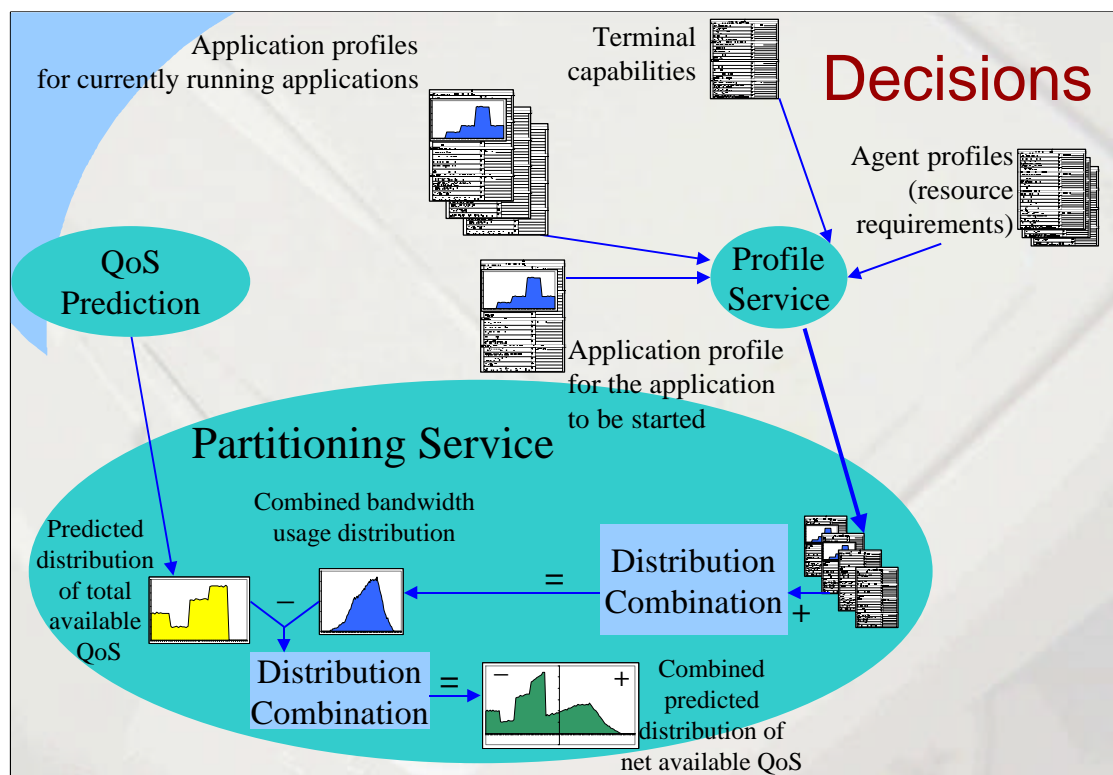 Decisions
Application profiles
for currently running applications
Terminal
capabilities
Agent profiles
(resource
requirements)
QoS
Prediction
Profile
Service
Application profile
for the application
to be started
Partitioning Service
Combined bandwidth
usage distribution
Predicted
distribution
of total
available
QoS
Distribution
Combination
=
+
–
Distribution
Combination
=
–
+
Combined
predicted
distribution of
net available QoS